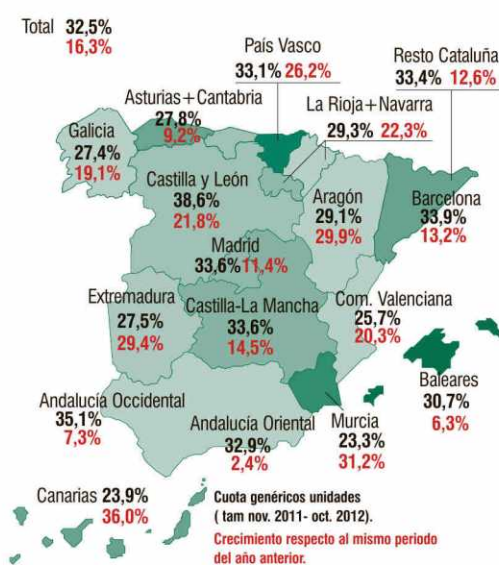 Total 32,5%
16,3%
País Vasco
33,1% 26,2%
Resto Cataluña
33,4% 12,6%
Asturias+Cantabria
27,8%
9,2%
La Rioja+Navarra
29,3% 22,3%
Galicia
27,4%
19,1%
Castilla y León
38,6%
21,8%
Aragón
29,1%
29,9%
Barcelona
33,9%
13,2%
Madrid
33,6% 11,4%
Extremadura
27,5%
29,4%
Castilla-La Mancha
33,6%
14,5%
Com. Valenciana
25,7%
20,3%
Baleares
30,7%
6,3%
Andalucía Occidental
35,1%
7,3%
Andalucía Oriental
32,9%
2,4%
Murcia
23,3%
31,2%
Canarias 23,9%
36,0%
Cuota genéricos unidades
( tam nov. 2011- oct. 2012).
Crecimiento respecto al mismo periodo
del año anterior.